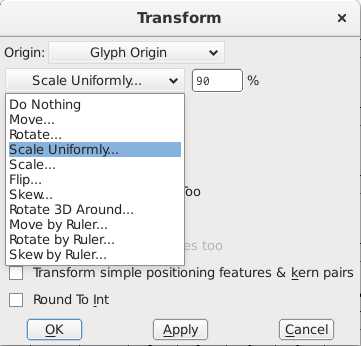 Transform
Origin: Glyph Origin
Scale Uniformly... 90 %
Do Nothing
Move...
Rotate...
Scale Uniformly...
Scale...
Flip...
Skew...
Too
Rotate 3D Around...
Move by Ruler...
Rotate by Ruler...
es too
Skew by Ruler...
Transform simple positioning features & kern pairs
Round To Int
OK Apply Cancel